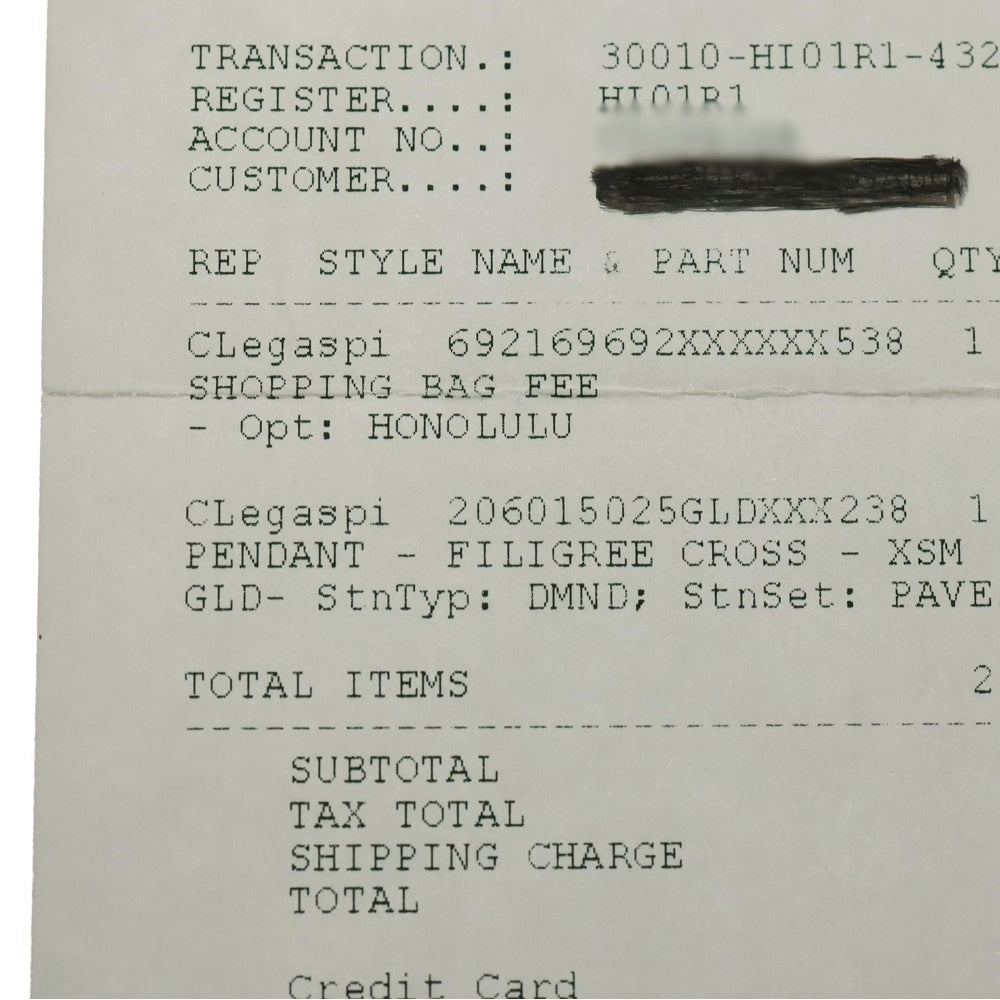 TRANSACTION.: 30010-HI01R1-432
REGISTER....: HI01R1
ACCOUNT NO..:
CUSTOMER....:
REP STYLE NAME & PART NUM QTY
CLegaspi 692169692XXXXXX538 1
SHOPPING BAG FEE
- Opt: HONOLULU
CLegaspi 206015025GLDXXX238 1
PENDANT - FILIGREE CROSS - XSM
GLD- StnTyp: DMND; StnSet: PAVE
TOTAL ITEMS 2
SUBTOTAL
TAX TOTAL
SHIPPING CHARGE
TOTAL
Credit Card